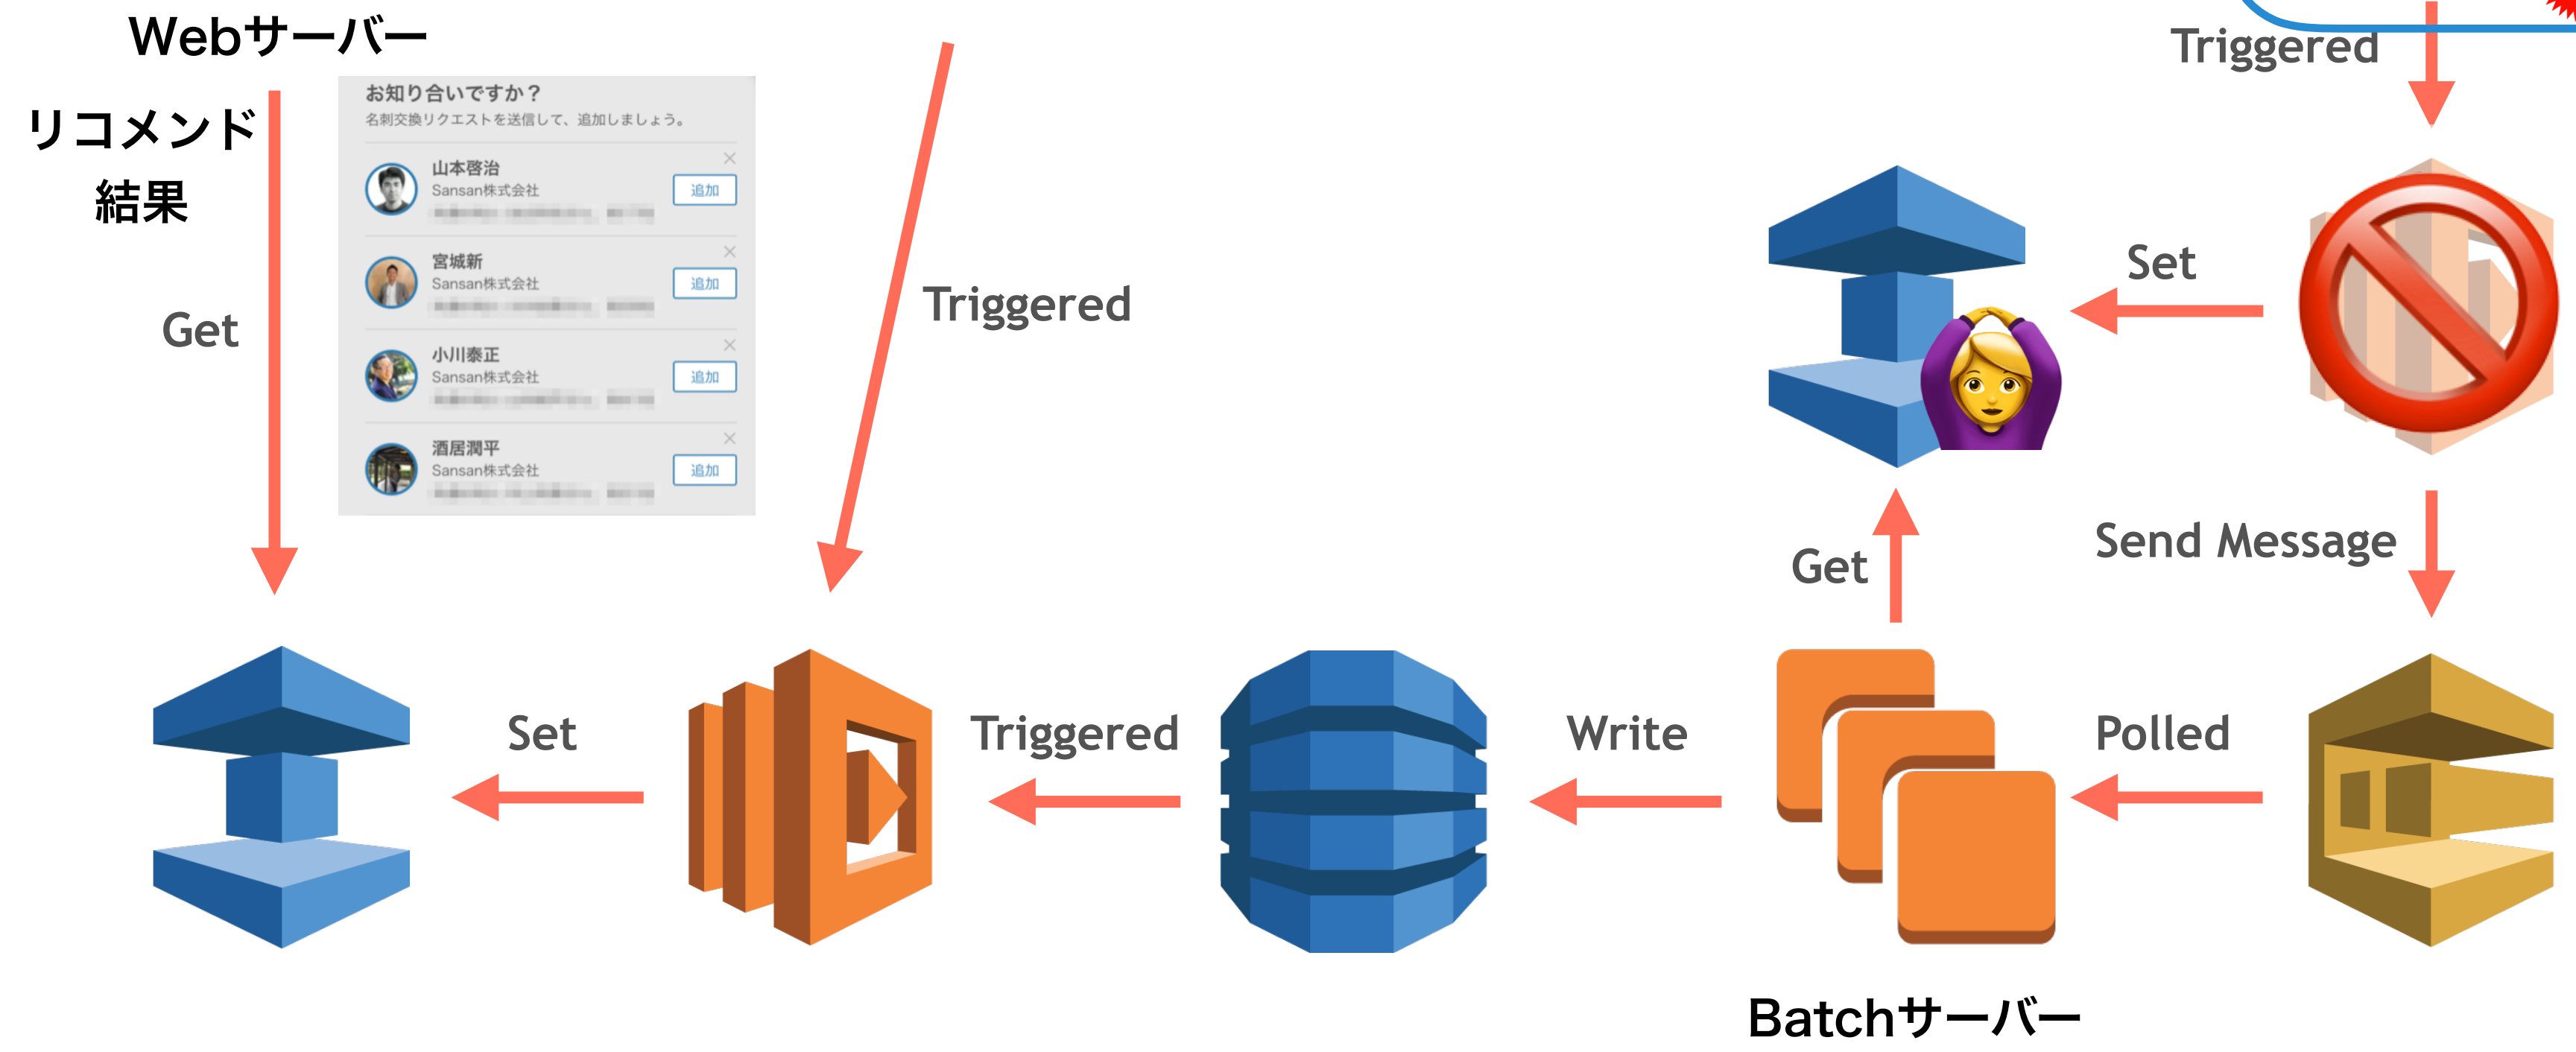 Webサーバー
リコメンド
結果
Get
お知り合いですか？
名刺交換リクエストを送信して、追加しましょう。
山本啓治
Sansan株式会社
追加
宮城新
Sansan株式会社
追加
小川泰正
Sansan株式会社
追加
酒居潤平
Sansan株式会社
追加
Triggered
Triggered
Set
Send Message
Get
Set
Triggered
Write
Polled
Batchサーバー